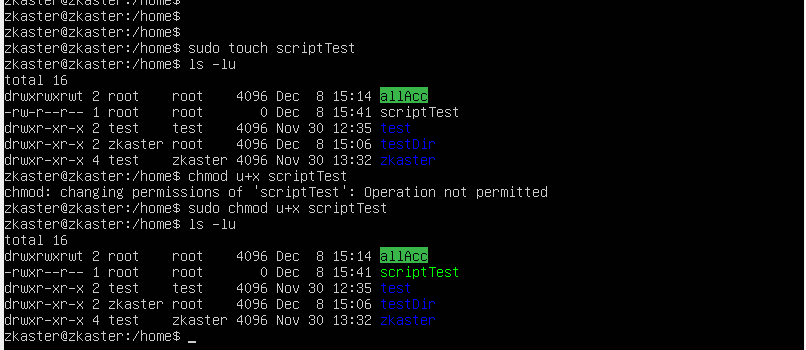 zkaster@zkaster:/home$
zkaster@zkaster:/home$
zkaster@zkaster:/home$
zkaster@zkaster:/home$ sudo touch scriptTest
zkaster@zkaster:/home$ ls -lu
total 16
drwxrwxrwt 2 root    root    4096 Dec  8 15:14 allAcc
-rw-r--r-- 1 root    root       0 Dec  8 15:41 scriptTest
drwxr-xr-x 2 test    test    4096 Nov 30 12:35 test
drwxr-xr-x 2 zkaster root    4096 Dec  8 15:06 testDir
drwxr-xr-x 4 test    zkaster 4096 Nov 30 13:32 zkaster
zkaster@zkaster:/home$ chmod u+x scriptTest
chmod: changing permissions of 'scriptTest': Operation not permitted
zkaster@zkaster:/home$ sudo chmod u+x scriptTest
zkaster@zkaster:/home$ ls -lu
total 16
drwxrwxrwt 2 root    root    4096 Dec  8 15:14 allAcc
-rwxr--r-- 1 root    root       0 Dec  8 15:41 scriptTest
drwxr-xr-x 2 test    test    4096 Nov 30 12:35 test
drwxr-xr-x 2 zkaster root    4096 Dec  8 15:06 testDir
drwxr-xr-x 4 test    zkaster 4096 Nov 30 13:32 zkaster
zkaster@zkaster:/home$ _